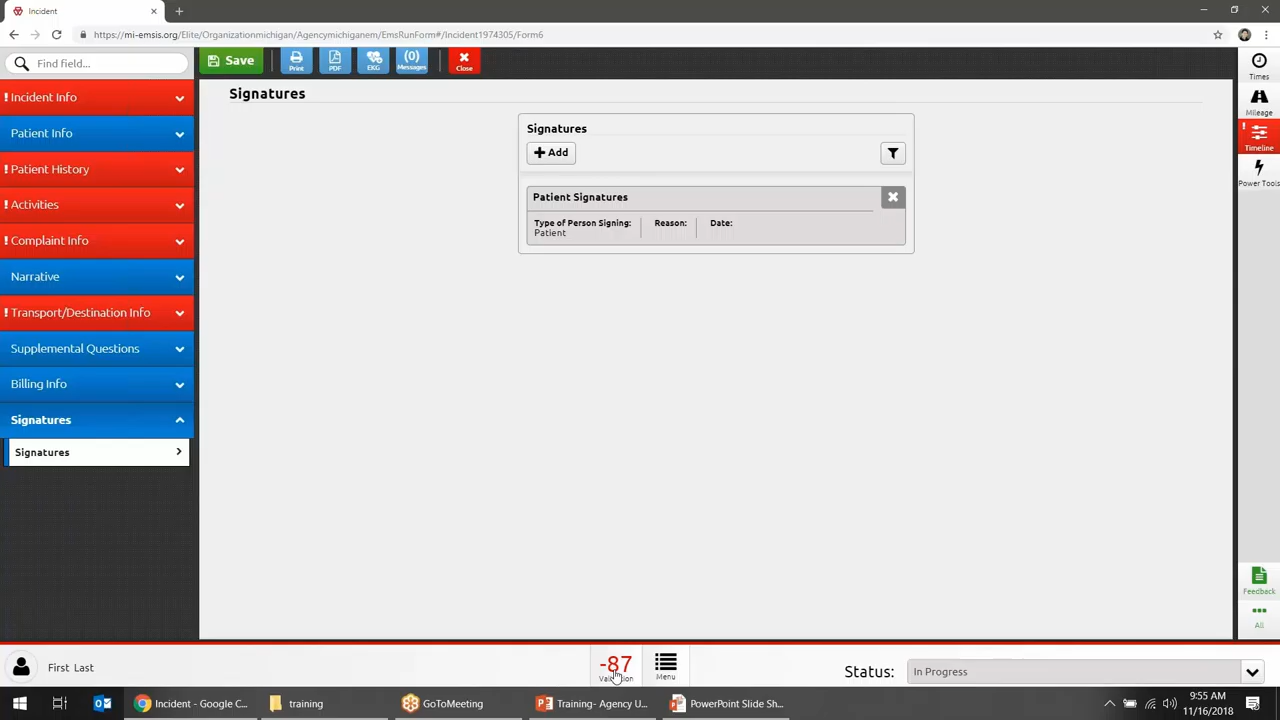 Incident
https://mi-emsis.org/Elite/Organizationmichigan/Agencymichiganem/EmsRunForm#/Incident1974305/Form6
Find field...
Save
Print
PDF
EKG
(0)
Messages
Close
Times
Mileage
! Timeline
Power Tools
Feedback
All
! Incident Info
Patient Info
! Patient History
! Activities
! Complaint Info
Narrative
! Transport/Destination Info
Supplemental Questions
Billing Info
Signatures
Signatures
Signatures
Signatures
+ Add
Patient Signatures
Type of Person Signing:
Patient
Reason:
Date:
First Last
-87
Menu
Status:
In Progress
Incident - Google C...
training
GoToMeeting
Training- Agency U...
PowerPoint Slide Sh...
9:55 AM
11/16/2018